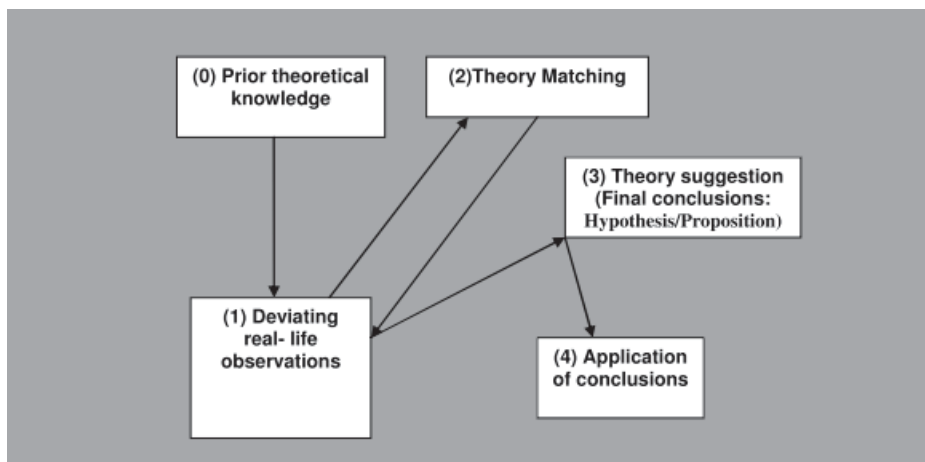 (0) Prior theoretical
knowledge
(2)Theory Matching
(3) Theory suggestion
(Final conclusions:
Hypothesis/Proposition)
(1) Deviating
real- life
observations
(4) Application
of conclusions